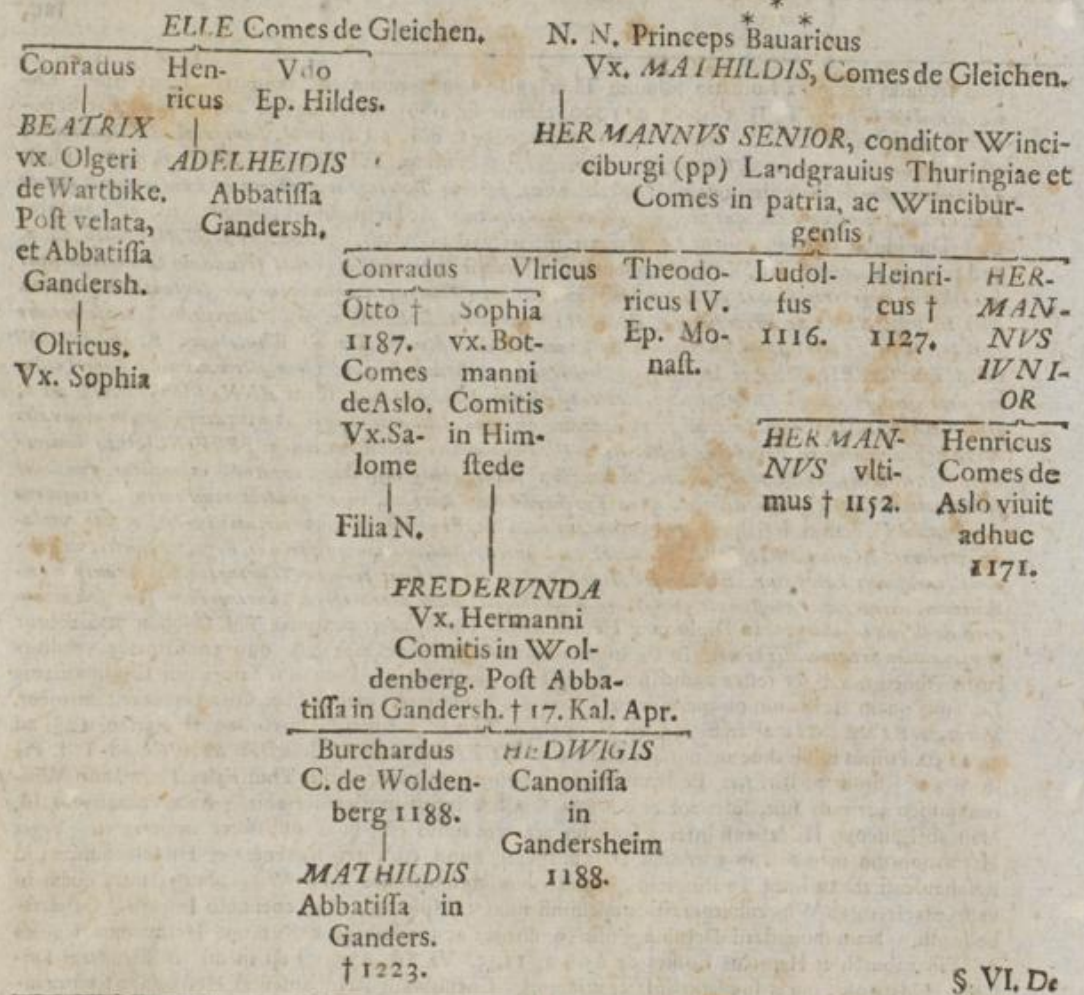 * * *
ELLE Comes de Gleichen.
N. N. Princeps Bauaricus
Vx. MATHILDIS, Comes de Gleichen.
Conradus
BEATRIX
vx. Olgeri
de Wartbike.
Post velata,
et Abbatissa
Gandersh.
Olricus.
Vx. Sophia
Hen-
ricus
ADELHEIDIS
Abbatissa
Gandersh.
Vdo
Ep. Hildes.
HERMANNVS SENIOR, conditor Winci-
ciburgi (pp) Landgrauius Thuringiae et
Comes in patria, ac Wincibur-
gensis
Conradus
Otto †
1187.
Comes
de Aslo.
Vx. Sa-
lome
Filia N.
Sophia
vx. Bot-
manni
Comitis
in Him-
stede
Vlricus
Theodo-
ricus IV.
Ep. Mo-
nast.
Ludol-
fus
1116.
Heinri-
cus †
1127.
HER-
MAN-
NVS
IVNI-
OR
HERMAN-
NVS vlti-
mus † 1152.
Henricus
Comes de
Aslo viuit
adhuc
1171.
FREDERVNDA
Vx. Hermanni
Comitis in Wol-
denberg. Post Abba-
tissa in Gandersh. † 17. Kal. Apr.
Burchardus
C. de Wolden-
berg 1188.
MATHILDIS
Abbatissa in
Ganders.
† 1223.
HEDWIGIS
Canonissa
in
Gandersheim
1188.
§. VI. De